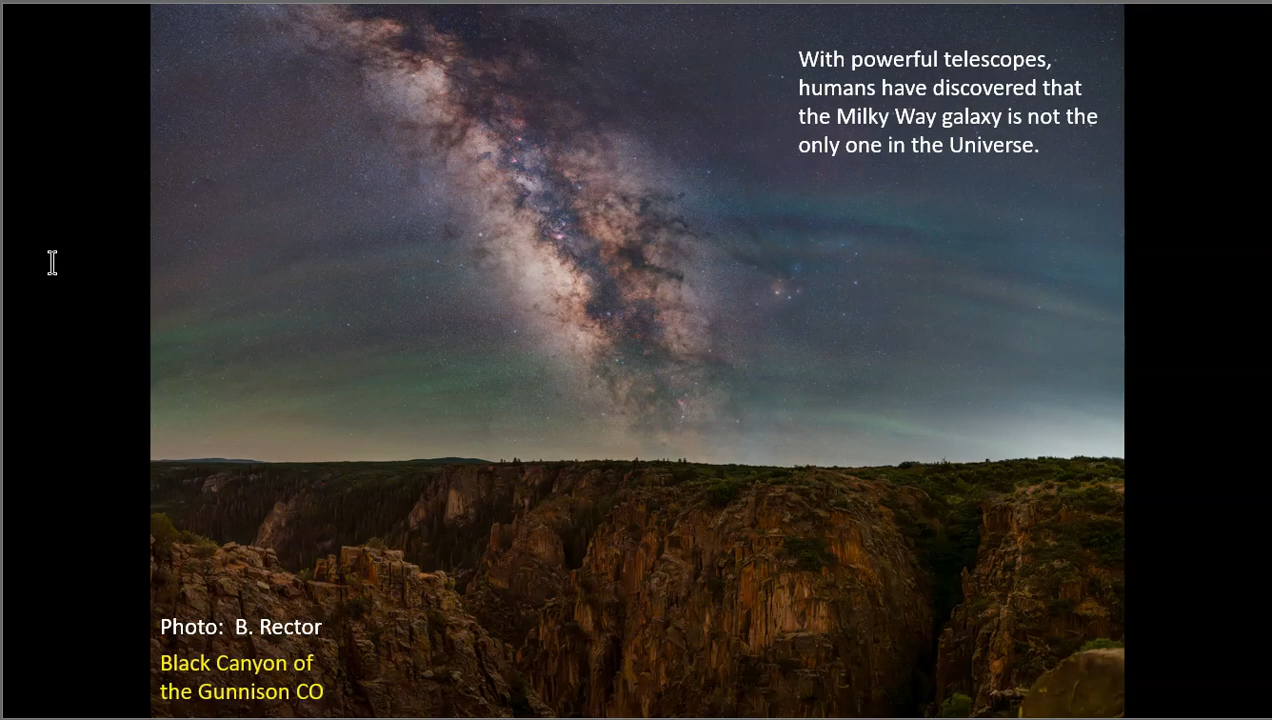 With powerful telescopes,
humans have discovered that
the Milky Way galaxy is not the
only one in the Universe.
Photo: B. Rector
Black Canyon of
the Gunnison CO